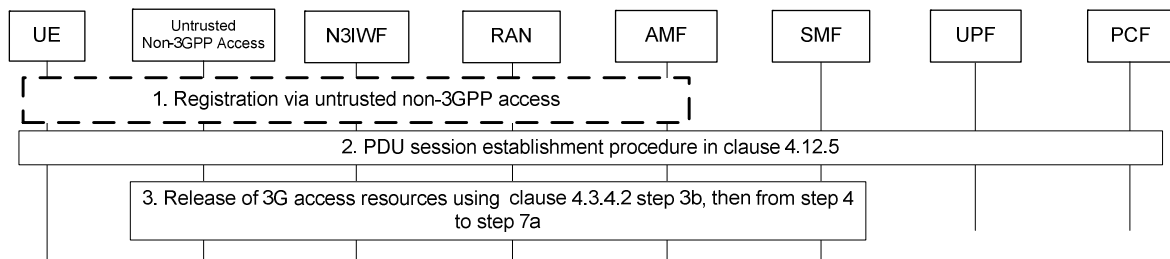 UE
Untrusted
Non-3GPP Access
N3IWF
RAN
AMF
SMF
UPF
PCF
1. Registration via untrusted non-3GPP access
2. PDU session establishment procedure in clause 4.12.5
3. Release of 3G access resources using clause 4.3.4.2 step 3b, then from step 4
to step 7a